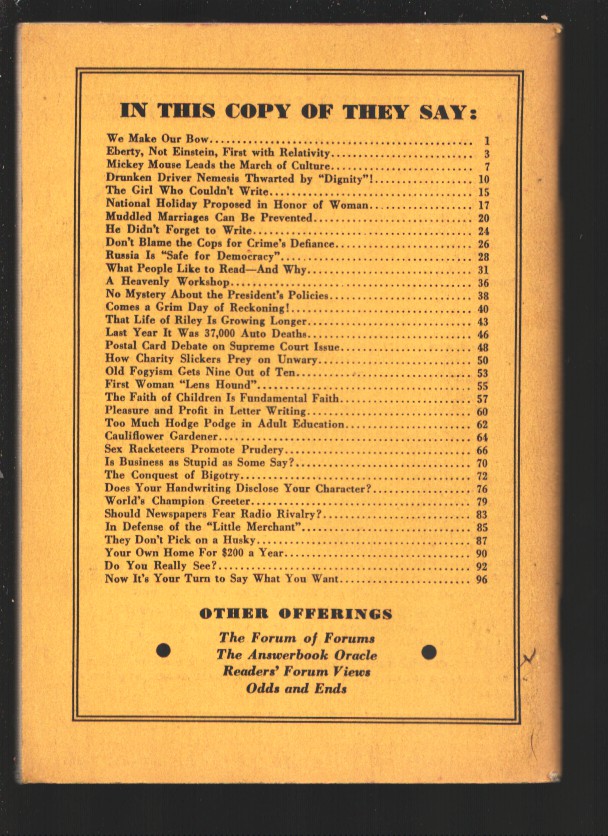 IN THIS COPY OF THEY SAY:
We Make Our Bow 1
Eberty, Not Einstein, First with Relativity 3
Mickey Mouse Leads the March of Culture 7
Drunken Driver Nemesis Thwarted by "Dignity"! 10
The Girl Who Couldn't Write 15
National Holiday Proposed in Honor of Woman 17
Muddled Marriages Can Be Prevented 20
He Didn't Forget to Write 24
Don't Blame the Cops for Crime's Defiance 26
Russia Is "Safe for Democracy" 28
What People Like to Read—And Why 31
A Heavenly Workshop 36
No Mystery About the President's Policies 38
Comes a Grim Day of Reckoning! 40
That Life of Riley Is Growing Longer 43
Last Year It Was 37,000 Auto Deaths 46
Postal Card Debate on Supreme Court Issue 48
How Charity Slickers Prey on Unwary 50
Old Fogyism Gets Nine Out of Ten 53
First Woman "Lens Hound" 55
The Faith of Children Is Fundamental Faith 57
Pleasure and Profit in Letter Writing 60
Too Much Hodge Podge in Adult Education 62
Cauliflower Gardener 64
Sex Racketeers Promote Prudery 66
Is Business as Stupid as Some Say? 70
The Conquest of Bigotry 72
Does Your Handwriting Disclose Your Character? 76
World's Champion Greeter 79
Should Newspapers Fear Radio Rivalry? 83
In Defense of the "Little Merchant" 85
They Don't Pick on a Husky 87
Your Own Home For $200 a Year 90
Do You Really See? 92
Now It's Your Turn to Say What You Want 96
OTHER OFFERINGS
The Forum of Forums
The Answerbook Oracle
Readers' Forum Views
Odds and Ends